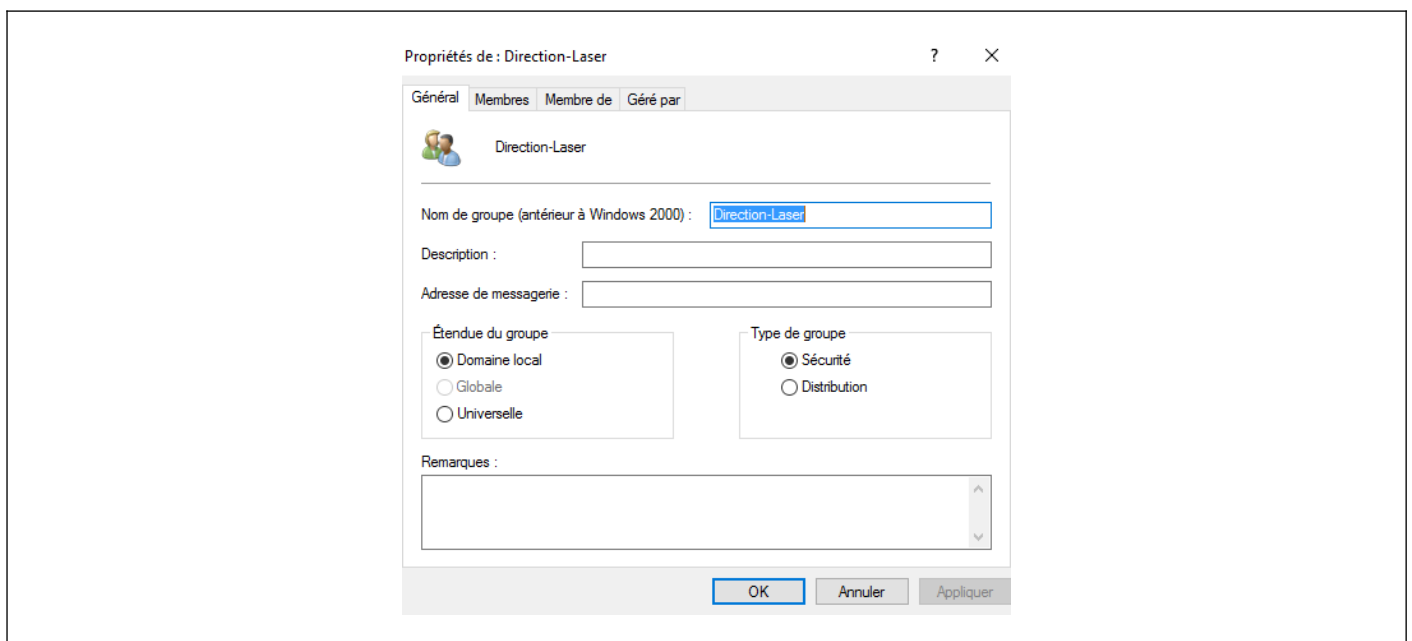 Propriétés de : Direction-Laser ?
Général Membres Membre de Géré par
Direction-Laser
Nom de groupe (antérieur à Windows 2000) : Direction-Laser
Description :
Adresse de messagerie :
Étendue du groupe Type de groupe
Domaine local Sécurité
Globale Distribution
Universelle
Remarques :
OK Annuler Appliquer